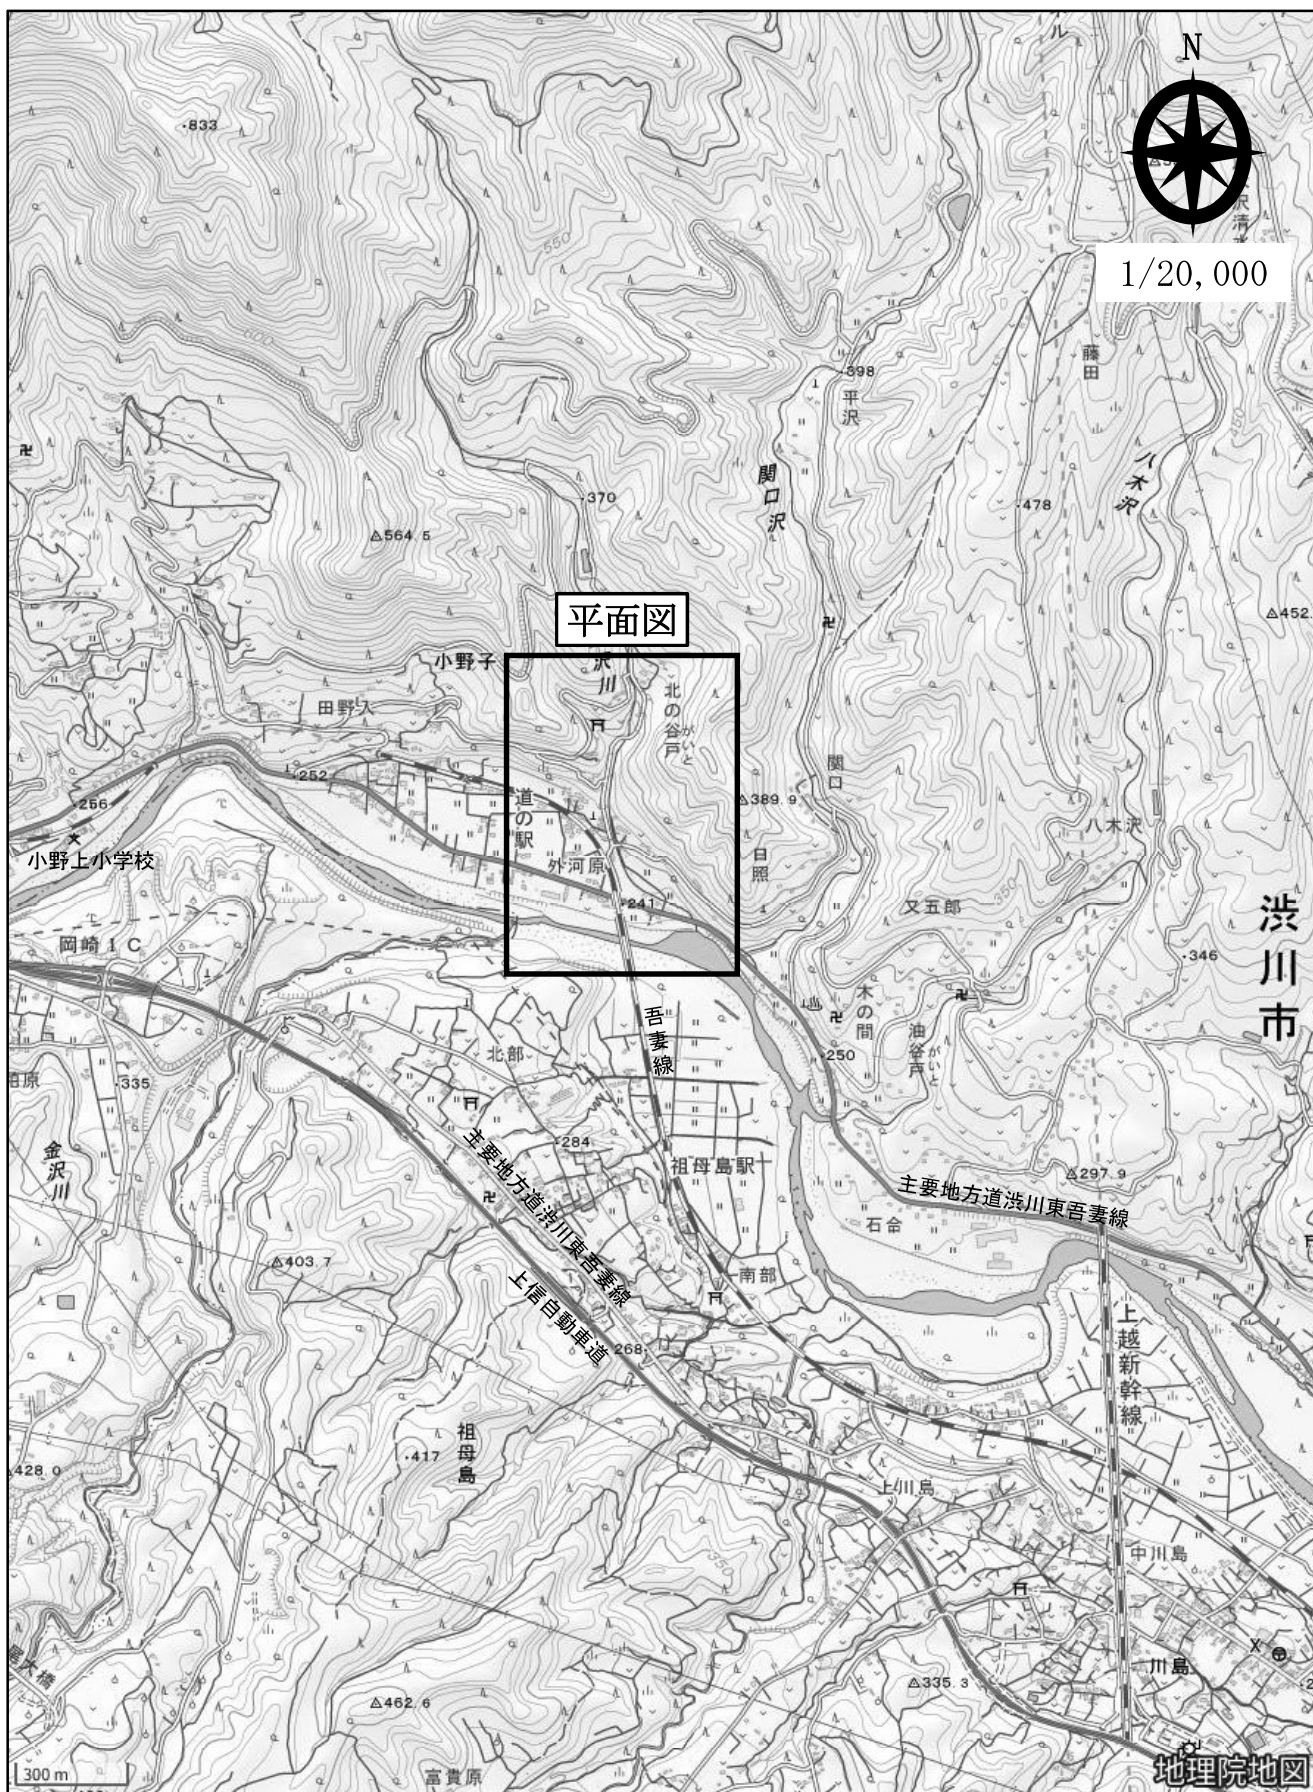 N
833
1/20,000
550
350
600
藤田
398
平沢
450
八木沢
関口沢
370
478
564.5
452
平面図
小野子
沢川
北の谷戸
がいと
田野入
関口
252
道の駅
389.9
256
八木沢
小野上小学校
外河原
日照
350
241
又五郎
渋川市
岡崎IC
346
木の間
吾妻線
油谷戸
がいと
北部
250
335
金沢川
284
祖母島駅
297.9
主要地方道渋川東吾妻線
主要地方道渋川東吾妻線
石合
403.7
南部
上信自動車道
上越新幹線
268
祖母島
417
428.0
上川島
350
中川島
川島
335.3
462.6
300 m
富貴原
地理院地図